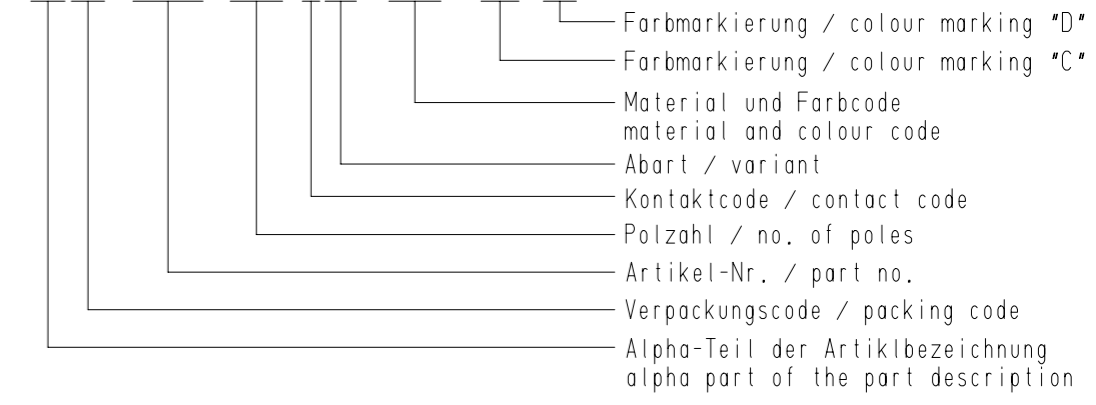 Farbmarkierung / colour marking "D"
Farbmarkierung / colour marking "C"
Material und Farbcode
material and colour code
Abart / variant
Kontaktcode / contact code
Polzahl / no. of poles
Artikel-Nr. / part no.
Verpackungscode / packing code
Alpha-Teil der Artiklbezeichnung
alpha part of the part description